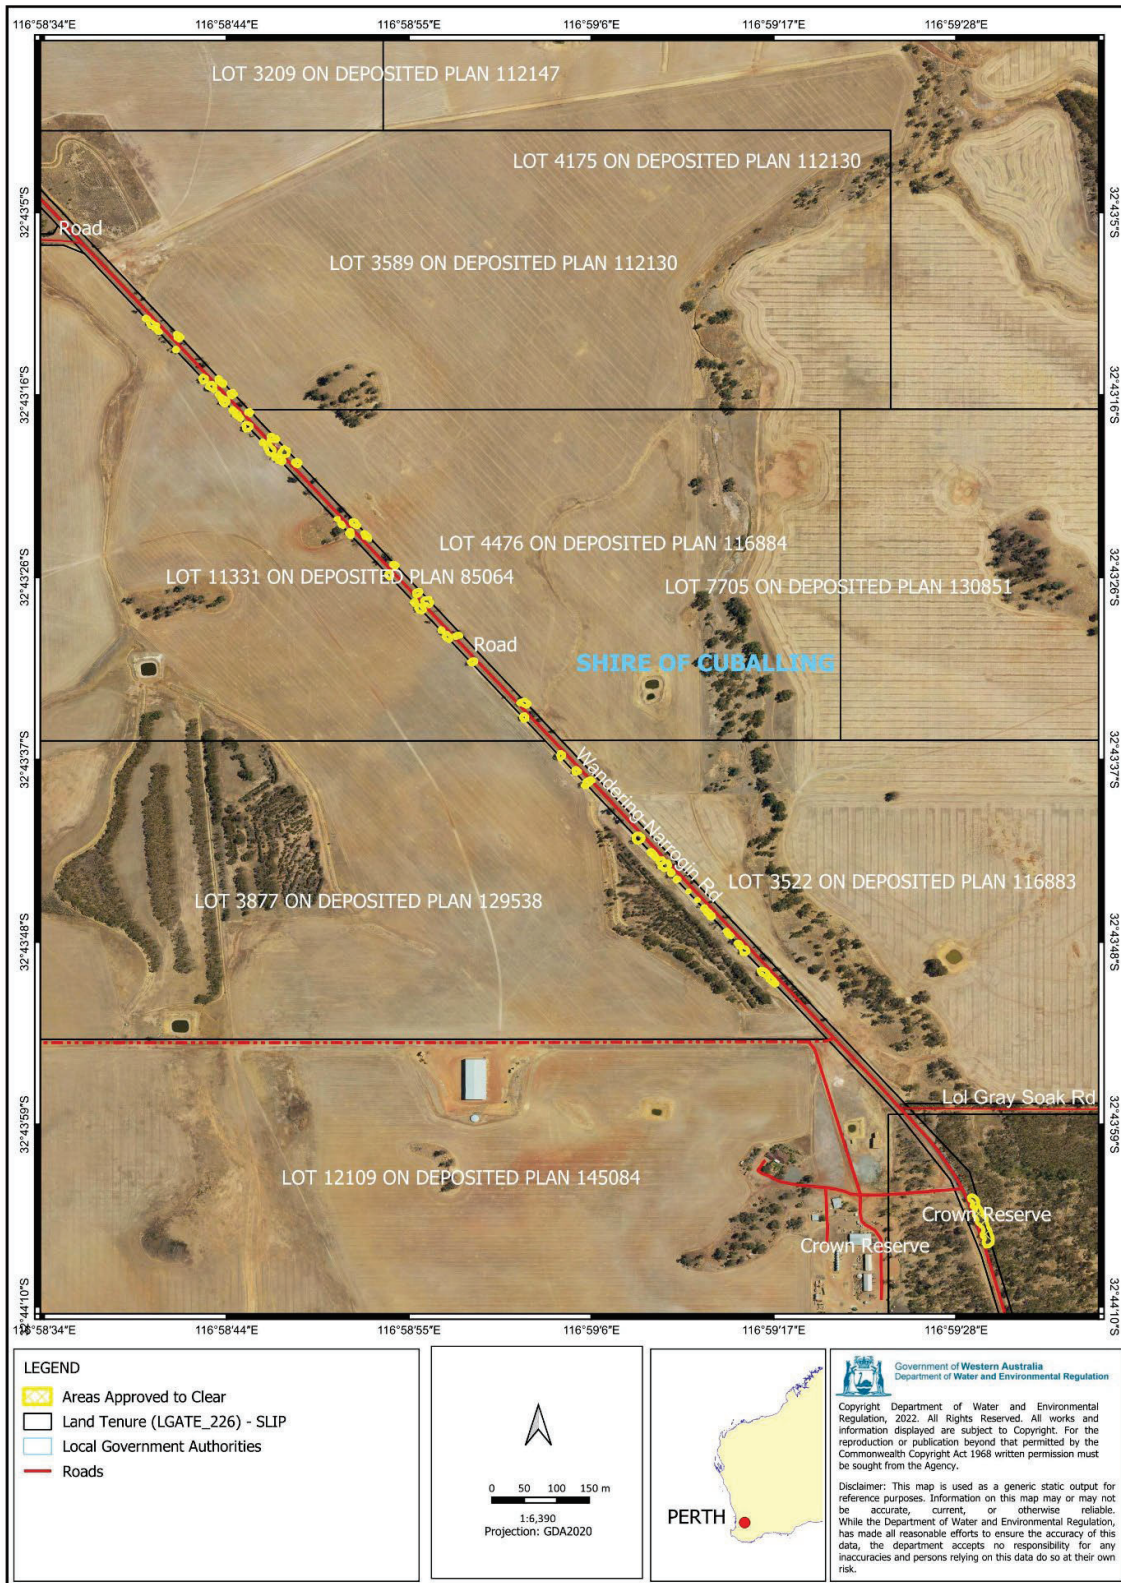 116°58'34"E 116°58'44"E 116°58'55"E 116°59'6"E 116°59'17"E 116°59'28"E
LOT 3209 ON DEPOSITED PLAN 112147
LOT 4175 ON DEPOSITED PLAN 112130
32°43'5"S 32°43'5"S
Road
LOT 3589 ON DEPOSITED PLAN 112130
32°43'16"S 32°43'16"S
LOT 4476 ON DEPOSITED PLAN 116884
LOT 11331 ON DEPOSITED PLAN 85064
32°43'26"S 32°43'26"S
LOT 7705 ON DEPOSITED PLAN 130851
Road
SHIRE OF CUBALLING
32°43'37"S 32°43'37"S
Wandering-Narrogin Rd
LOT 3522 ON DEPOSITED PLAN 116883
LOT 3877 ON DEPOSITED PLAN 129538
32°43'48"S 32°43'48"S
Lol Gray Soak Rd
32°43'59"S 32°43'59"S
LOT 12109 ON DEPOSITED PLAN 145084
Crown Reserve
Crown Reserve
32°44'10"S 32°44'10"S
116°58'34"E 116°58'44"E 116°58'55"E 116°59'6"E 116°59'17"E 116°59'28"E
LEGEND
Areas Approved to Clear
Land Tenure (LGATE_226) - SLIP
Local Government Authorities
Roads
0 50 100 150 m
1:6,390
Projection: GDA2020
PERTH
Government of Western Australia
Department of Water and Environmental Regulation
Copyright Department of Water and Environmental
Regulation, 2022. All Rights Reserved. All works and
information displayed are subject to Copyright. For the
reproduction or publication beyond that permitted by the
Commonwealth Copyright Act 1968 written permission must
be sought from the Agency.
Disclaimer: This map is used as a generic static output for
reference purposes. Information on this map may or may not
be accurate, current, or otherwise reliable.
While the Department of Water and Environmental Regulation,
has made all reasonable efforts to ensure the accuracy of this
data, the department accepts no responsibility for any
inaccuracies and persons relying on this data do so at their own
risk.